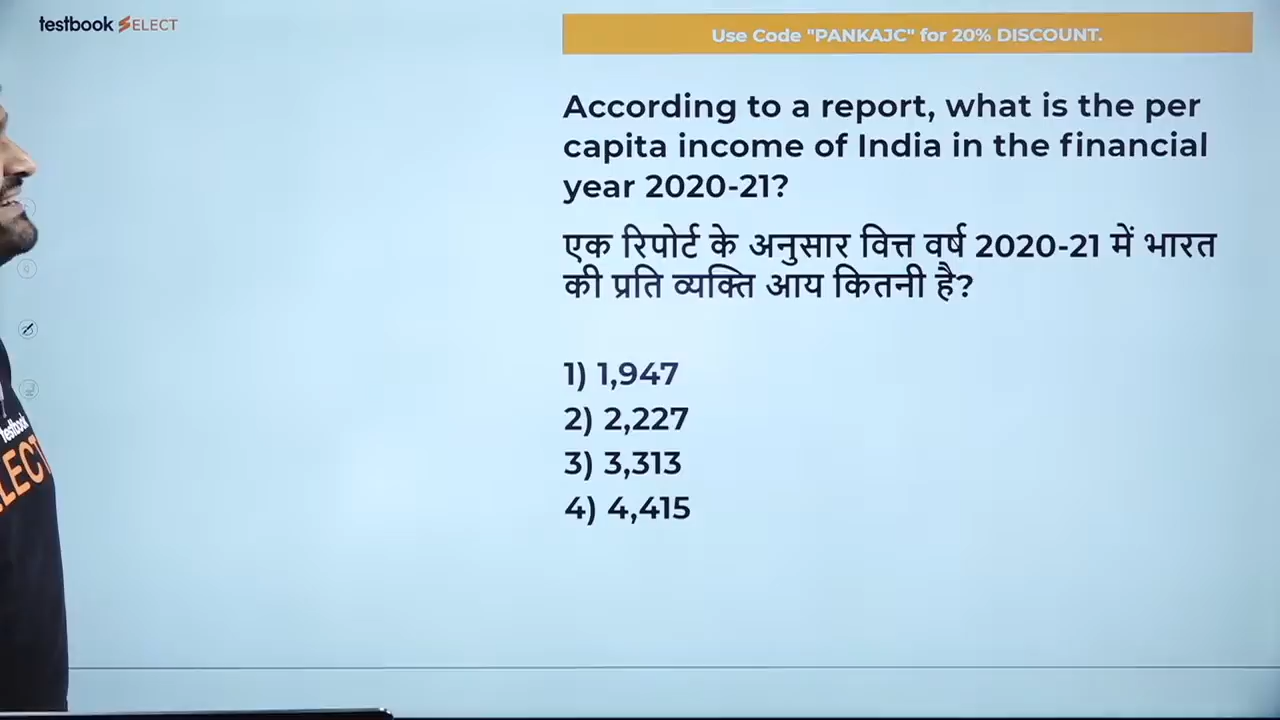 testbook SELECT
Use Code "PANKAJC" for 20% DISCOUNT.
According to a report, what is the per
capita income of India in the financial
year 2020-21?
एक रिपोर्ट के अनुसार वित्त वर्ष 2020-21 में भारत
की प्रति व्यक्ति आय कितनी है?
1) 1,947
2) 2,227
3) 3,313
4) 4,415
testbook
LECT